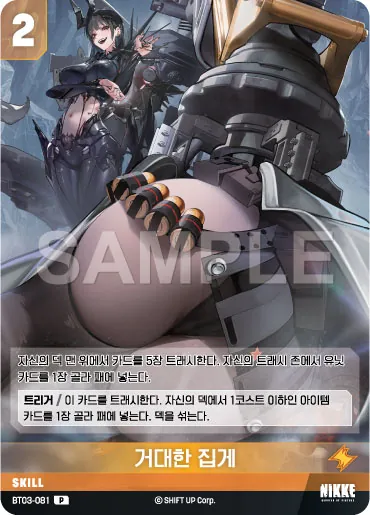 2
SAMPLE
자신의 덱 맨 위에서 카드를 5장 트래시한다. 자신의 트래시 존에서 유닛
카드를 1장 골라 패에 넣는다.
트리거 / 이 카드를 트래시한다. 자신의 덱에서 1코스트 이하인 아이템
카드를 1장 골라 패에 넣는다. 덱을 섞는다.
거대한 집게
SKILL
BT03-081 P
© SHIFT UP Corp.
NIKKE
GODDESS OF VICTORY